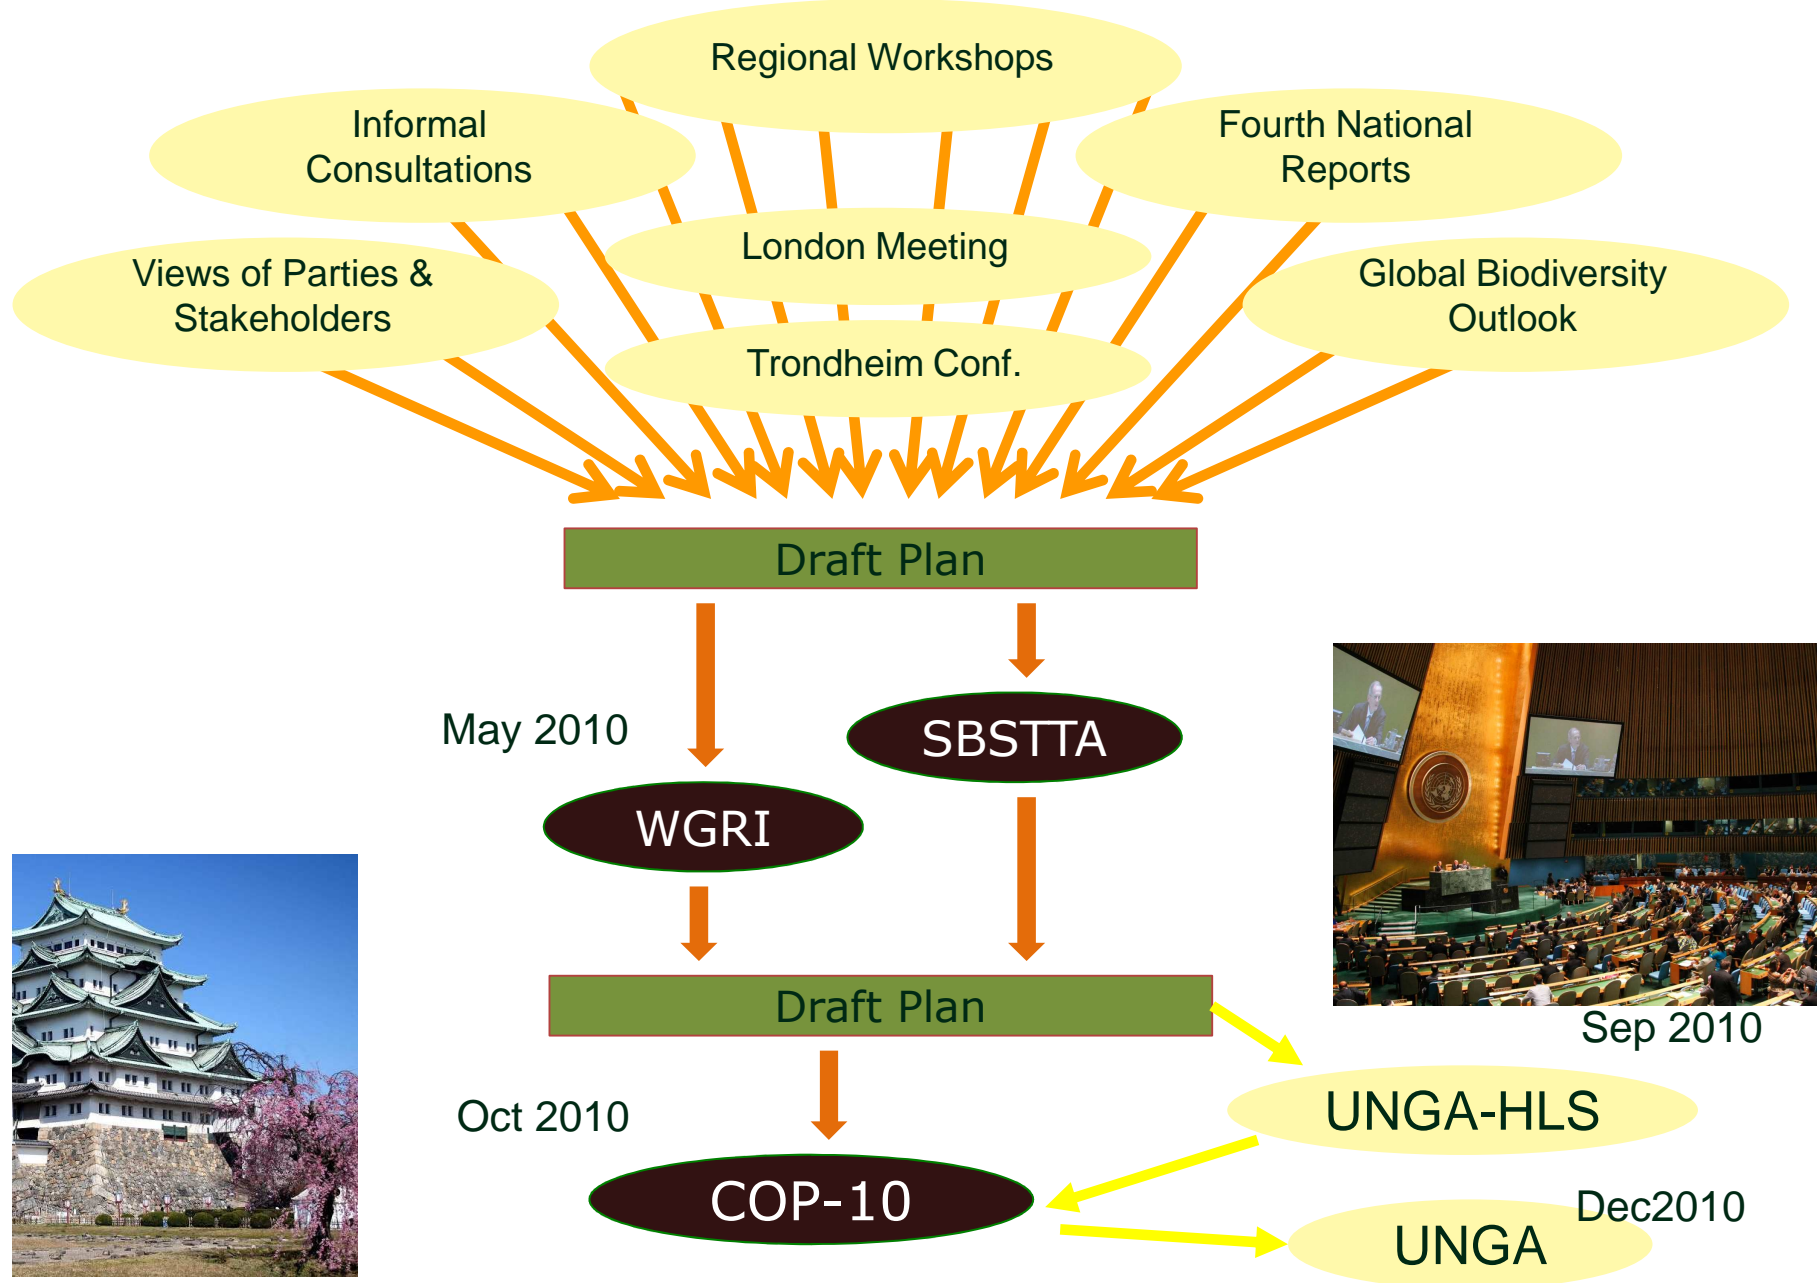 Regional Workshops
Informal
Consultations
Fourth National
Reports
London Meeting
Views of Parties &
Stakeholders
Global Biodiversity
Outlook
Trondheim Conf.
Draft Plan
May 2010
SBSTTA
WGRI
Draft Plan
Sep 2010
Oct 2010
UNGA-HLS
COP-10
Dec2010
UNGA